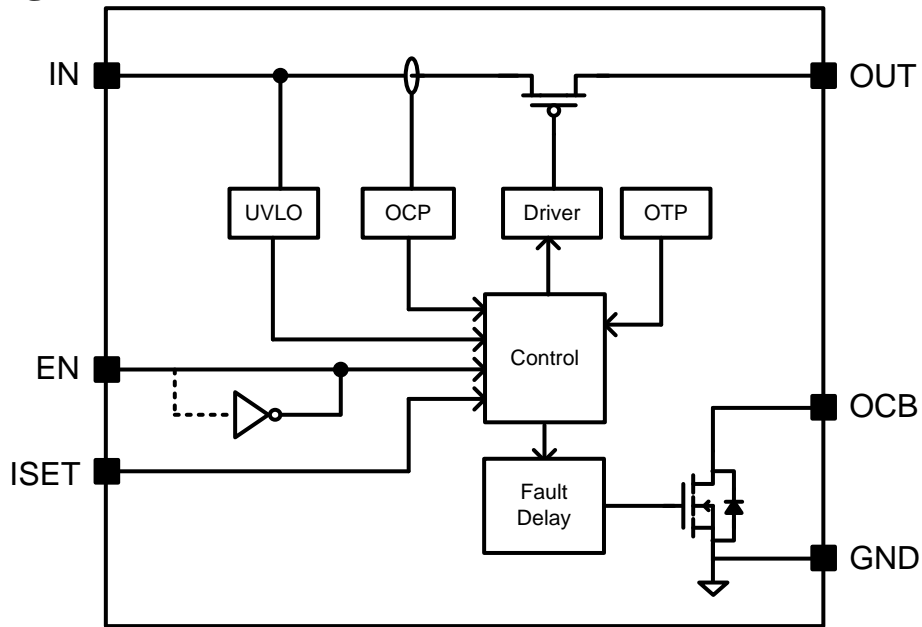 IN
OUT
UVLO
OCP
Driver
OTP
EN
Control
OCB
ISET
Fault
Delay
GND